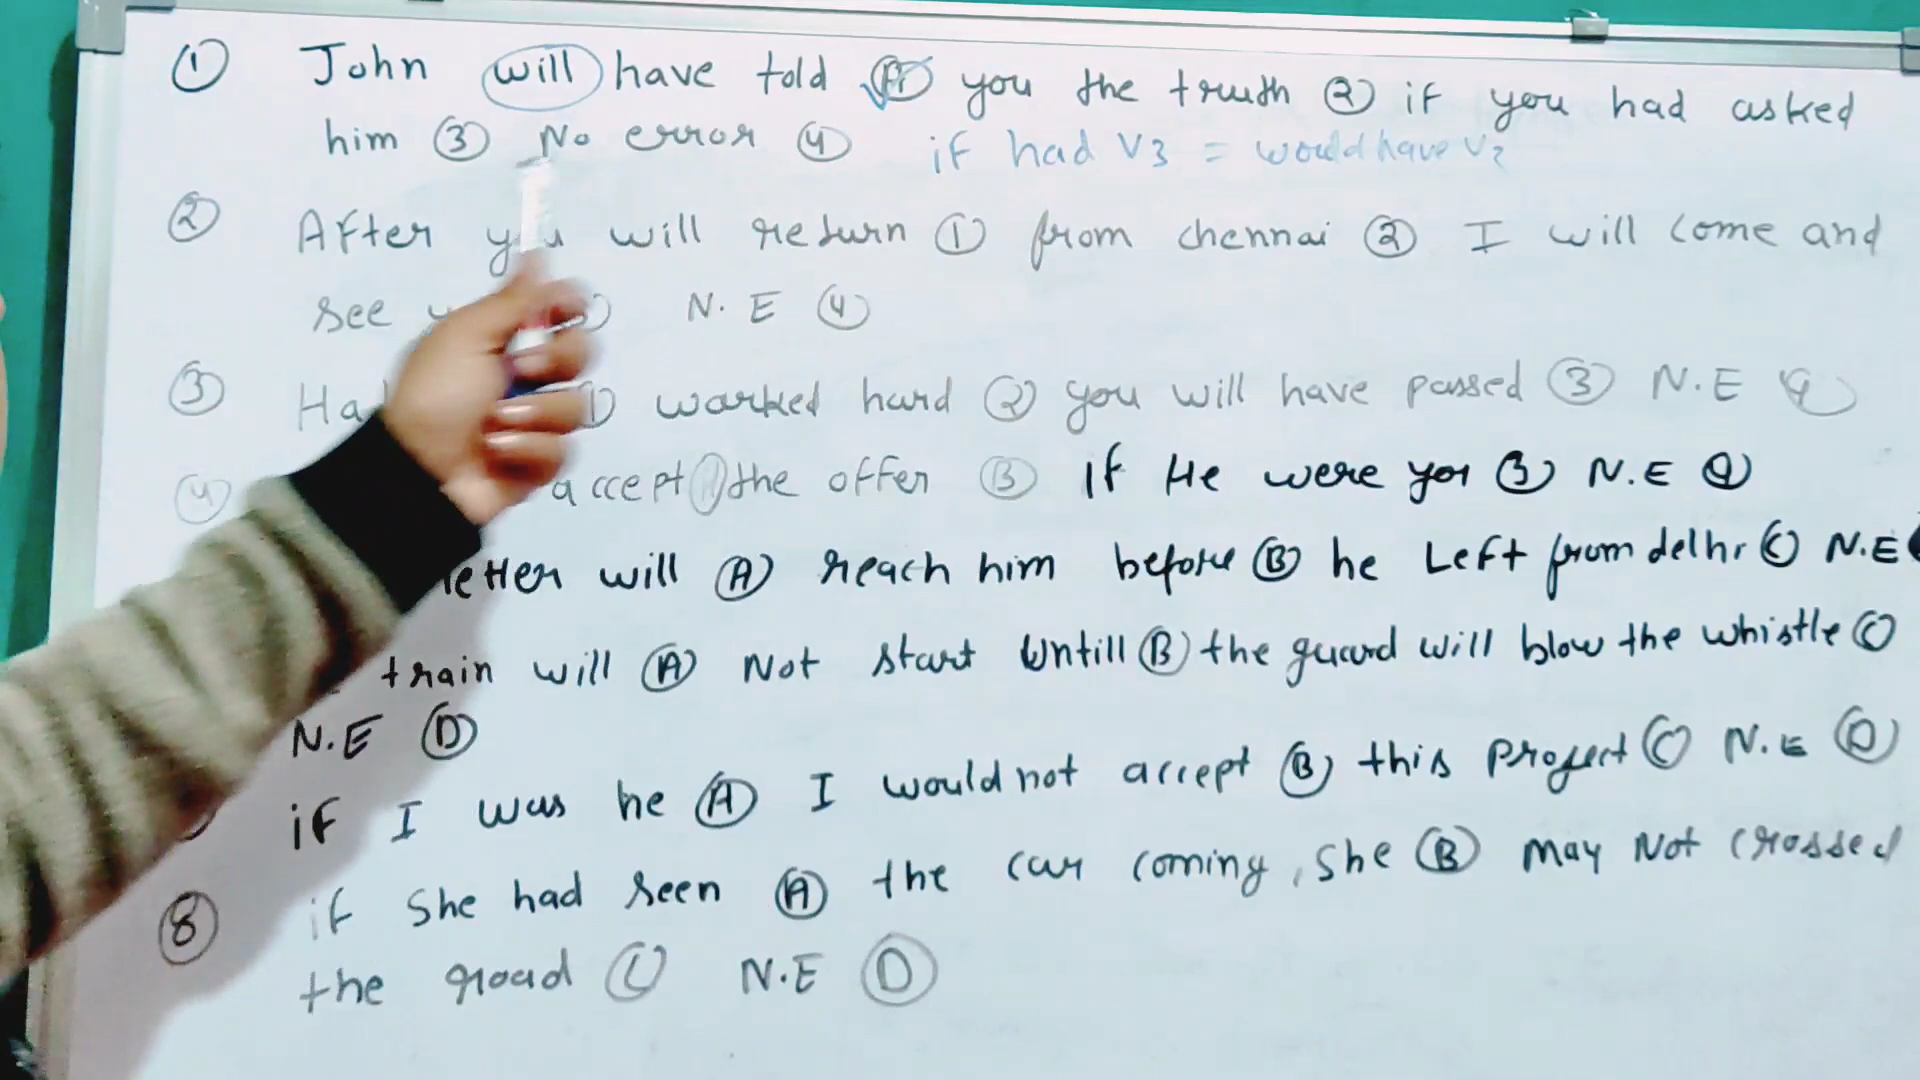 ① John will have told Ⓐ you the truth ② if you had asked
him ③ No error ④ if had V3 = would have V3
② After you will return ① from chennai ② I will come and
see N.E ④
③ worked hard ② you will have passed ③ N.E ④
④ accept the offer Ⓑ if He were you ③ N.E ④
letter will Ⓐ reach him before Ⓑ he Left from delhi Ⓒ N.E
train will Ⓐ Not start Untill Ⓑ the guard will blow the whistle Ⓒ
N.E Ⓓ
if I was he Ⓐ I would not accept Ⓑ this Project Ⓒ N.E Ⓓ
⑧ if She had seen Ⓐ the car coming, She Ⓑ may Not crossed
the road Ⓒ N.E Ⓓ